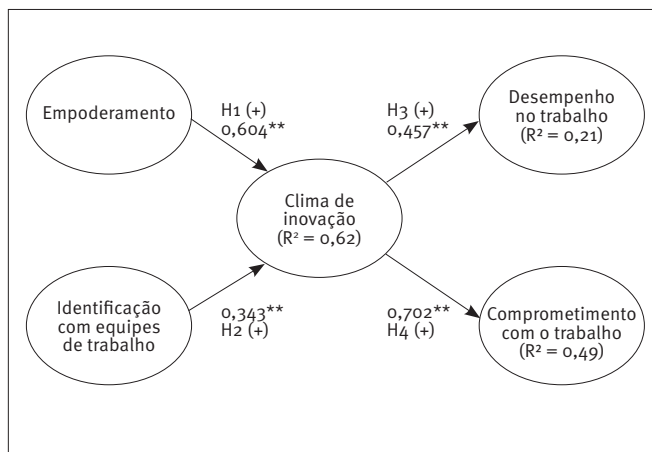 Empoderamento
H1 (+)
0,604**
H3 (+)
0,457**
Desempenho
no trabalho
(R² = 0,21)
Clima de
inovação
(R² = 0,62)
Identificação
com equipes
de trabalho
0,343**
H2 (+)
0,702**
H4 (+)
Comprometimento
com o trabalho
(R² = 0,49)